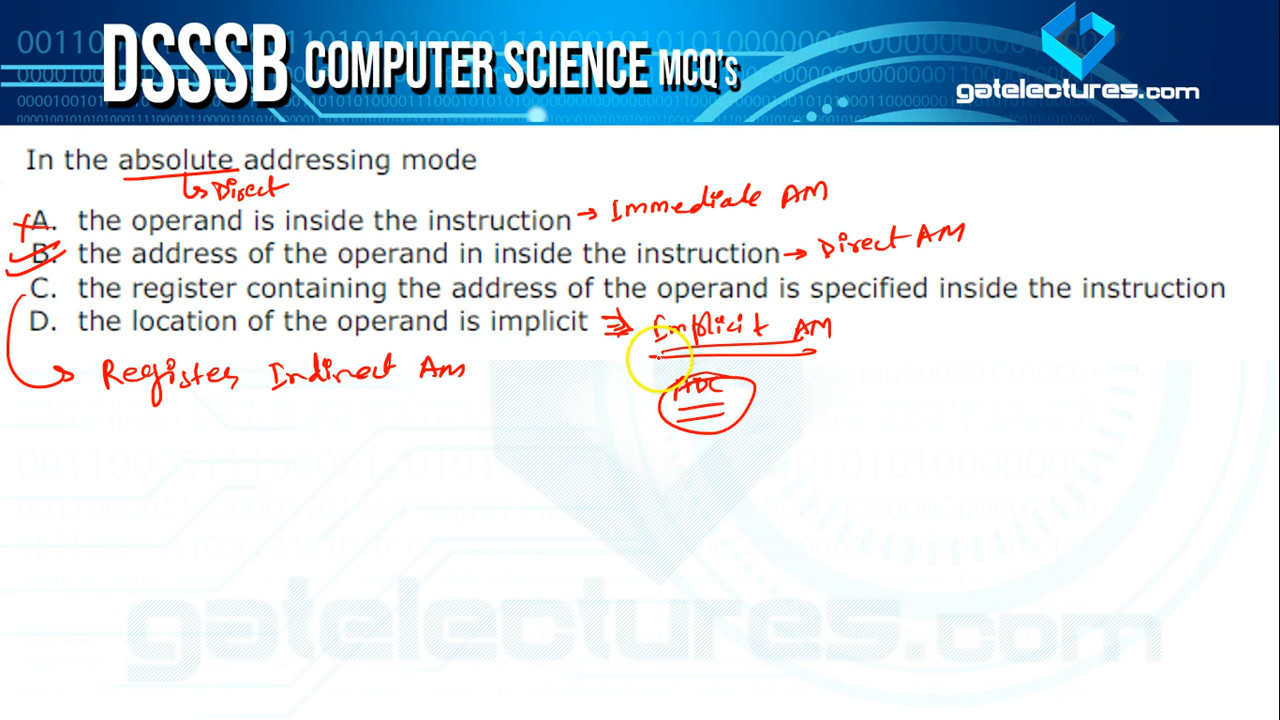 DSSSB COMPUTER SCIENCE MCQ's
gatelectures.com
In the absolute addressing mode
↳ Direct
A. the operand is inside the instruction → Immediate AM
B. the address of the operand in inside the instruction → Direct AM
C. the register containing the address of the operand is specified inside the instruction
D. the location of the operand is implicit ⇒ Implicit AM
Register Indirect AM
gatelectures.com